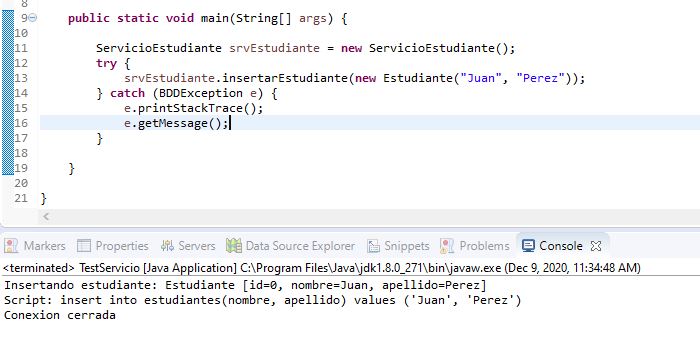 8
9 public static void main(String[] args) {
10
11 ServicioEstudiante srvEstudiante = new ServicioEstudiante();
12 try {
13 srvEstudiante.insertarEstudiante(new Estudiante("Juan", "Perez"));
14 } catch (BDDException e) {
15 e.printStackTrace();
16 e.getMessage();
17 }
18
19 }
20
21 }
Markers Properties Servers Data Source Explorer Snippets Problems Console
<terminated> TestServicio [Java Application] C:\Program Files\Java\jdk1.8.0_271\bin\javaw.exe (Dec 9, 2020, 11:34:48 AM)
Insertando estudiante: Estudiante [id=0, nombre=Juan, apellido=Perez]
Script: insert into estudiantes(nombre, apellido) values ('Juan', 'Perez')
Conexion cerrada